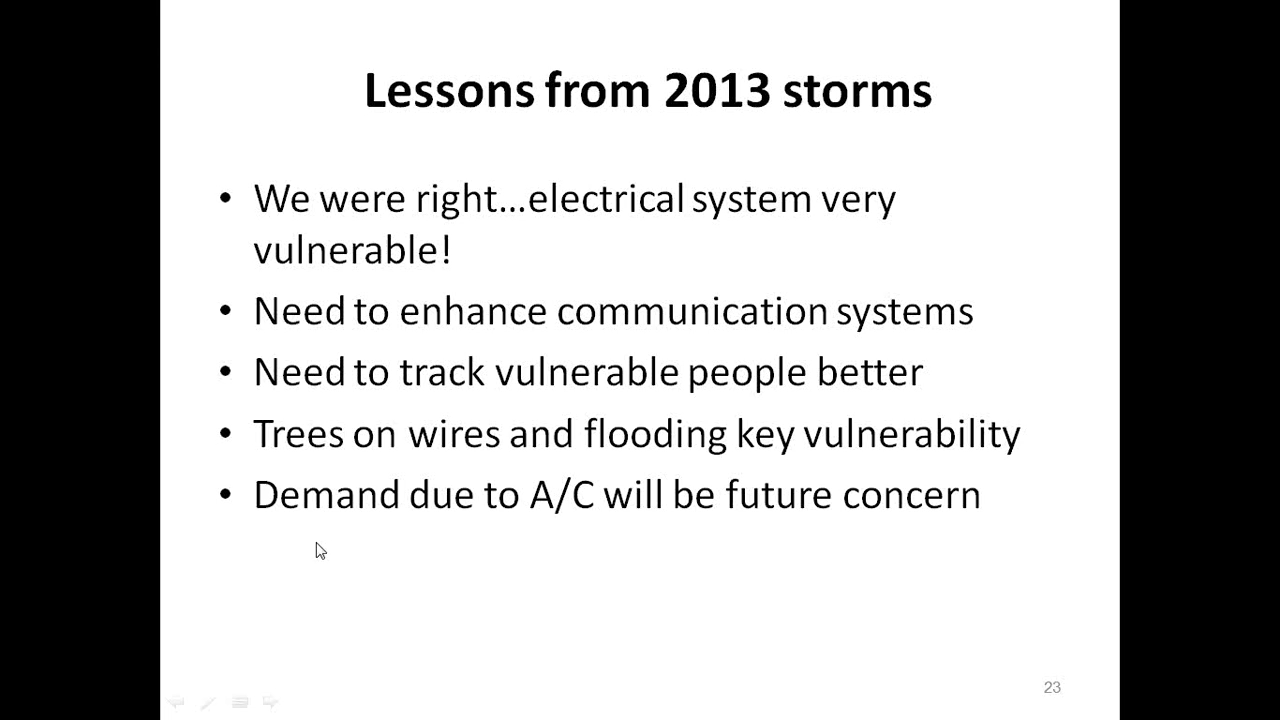 Lessons from 2013 storms
• We were right...electrical system very
vulnerable!
• Need to enhance communication systems
• Need to track vulnerable people better
• Trees on wires and flooding key vulnerability
• Demand due to A/C will be future concern
23